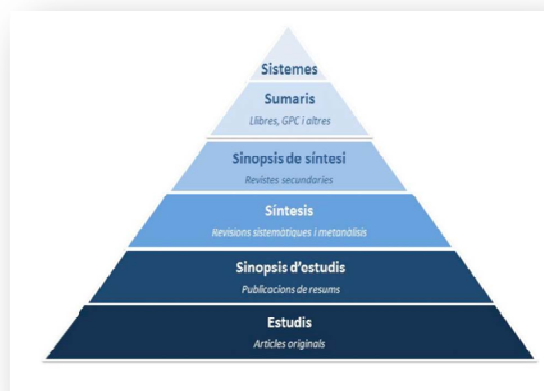 Sistemes
Sumaris
Llibres, GPC i altres
Sinopsis de síntesi
Revistes secundaries
Síntesis
Revisions sistemàtiques i metanàlisis
Sinopsis d'estudis
Publicacions de resums
Estudis
Articles originals